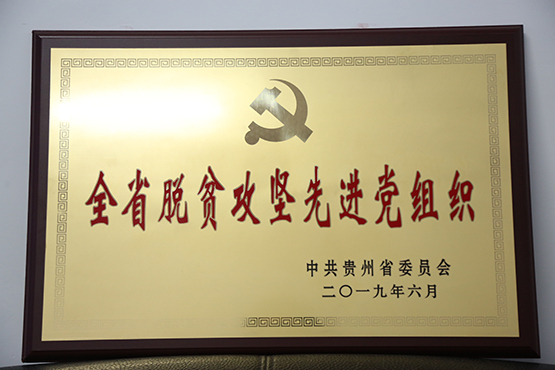 全省脱贫攻坚先进党组织
中共贵州省委员会
二〇一九年六月